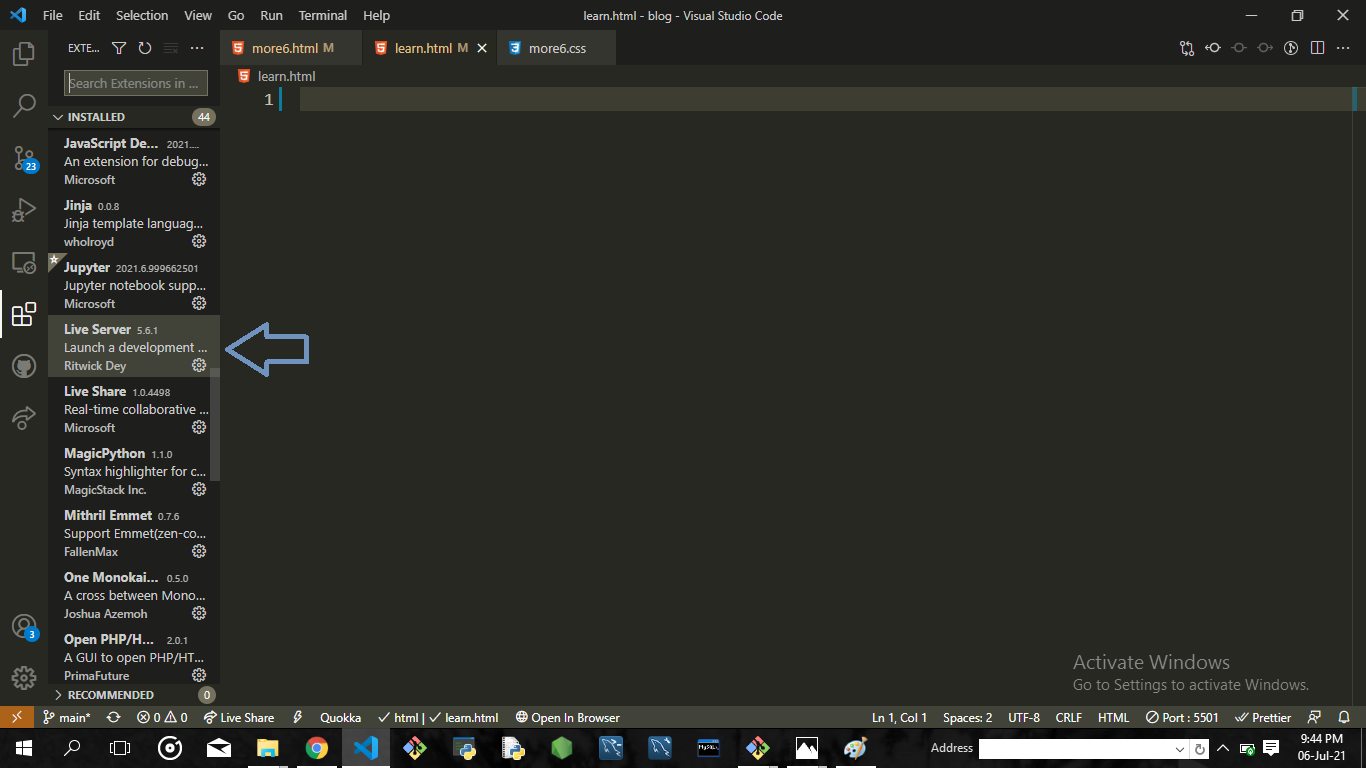 File Edit Selection View Go Run Terminal Help
learn.html - blog - Visual Studio Code
EXTE...
more6.html M
learn.html M
more6.css
Search Extensions in ...
learn.html
1
INSTALLED 44
JavaScript De... 2021....
An extension for debug...
Microsoft
Jinja 0.0.8
Jinja template languag...
wholroyd
Jupyter 2021.6.999662501
Jupyter notebook supp...
Microsoft
Live Server 5.6.1
Launch a development ...
Ritwick Dey
Live Share 1.0.4498
Real-time collaborative ...
Microsoft
MagicPython 1.1.0
Syntax highlighter for c...
MagicStack Inc.
Mithril Emmet 0.7.6
Support Emmet(zen-co...
FallenMax
One Monokai... 0.5.0
A cross between Mono...
Joshua Azemoh
Open PHP/H... 2.0.1
A GUI to open PHP/HT...
PrimaFuture
RECOMMENDED 0
23
3
Activate Windows
Go to Settings to activate Windows.
main* 0 0 Live Share Quokka html | learn.html Open In Browser Ln 1, Col 1 Spaces: 2 UTF-8 CRLF HTML Port : 5501 Prettier
MySQL
Address
9:44 PM
06-Jul-21